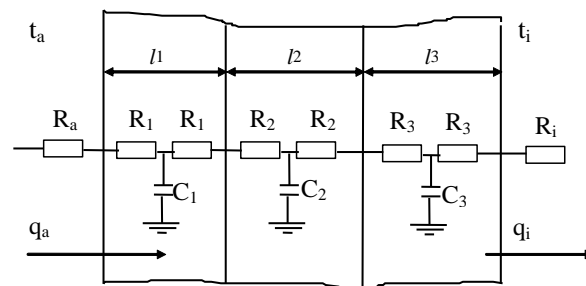 tₐ tᵢ
l1 l2 l3
Rₐ R₁ R₁ R₂ R₂ R₃ R₃ Rᵢ
C₁ C₂ C₃
qₐ qᵢ